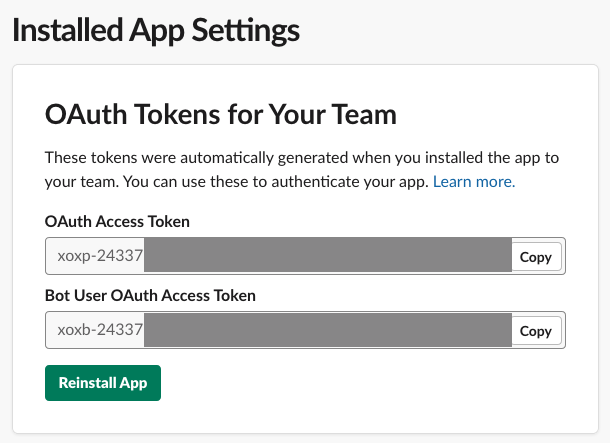 Installed App Settings
OAuth Tokens for Your Team
These tokens were automatically generated when you installed the app to
your team. You can use these to authenticate your app. Learn more.
OAuth Access Token
xoxp-24337
Copy
Bot User OAuth Access Token
xoxb-24337
Copy
Reinstall App